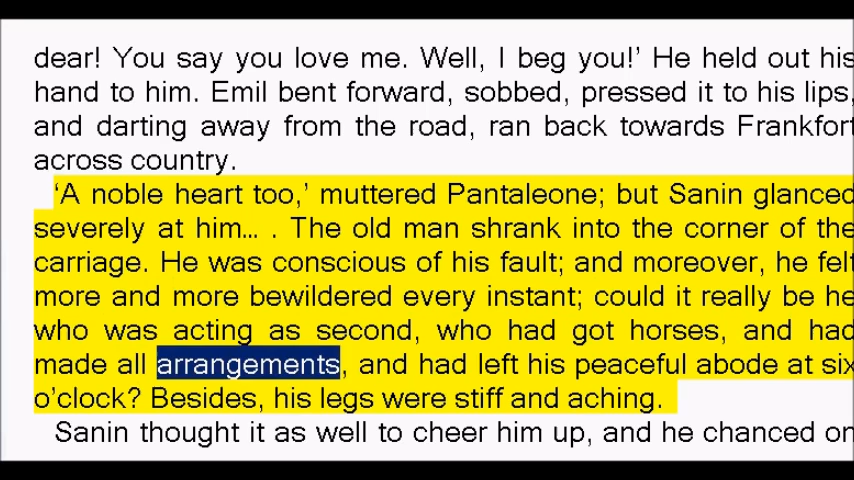 dear! You say you love me. Well, I beg you!’ He held out his
hand to him. Emil bent forward, sobbed, pressed it to his lips,
and darting away from the road, ran back towards Frankfort
across country.
‘A noble heart too,’ muttered Pantaleone; but Sanin glanced
severely at him… . The old man shrank into the corner of the
carriage. He was conscious of his fault; and moreover, he felt
more and more bewildered every instant; could it really be he
who was acting as second, who had got horses, and had
made all arrangements, and had left his peaceful abode at six
o’clock? Besides, his legs were stiff and aching.
Sanin thought it as well to cheer him up, and he chanced on